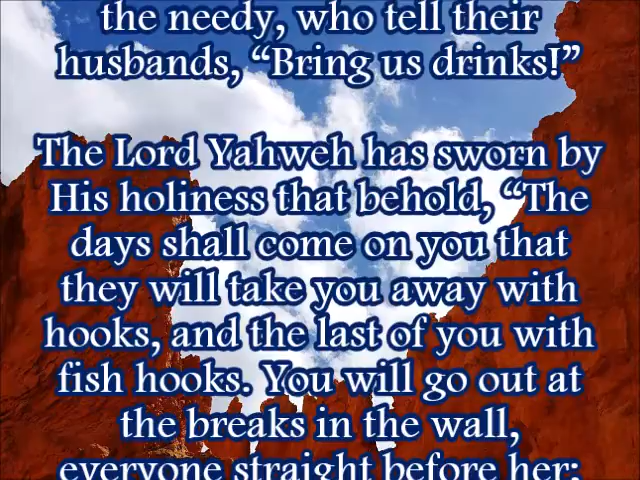 the needy, who tell their
husbands, “Bring us drinks!”
The Lord Yahweh has sworn by
His holiness that behold, “The
days shall come on you that
they will take you away with
hooks, and the last of you with
fish hooks. You will go out at
the breaks in the wall,
everyone straight before her;